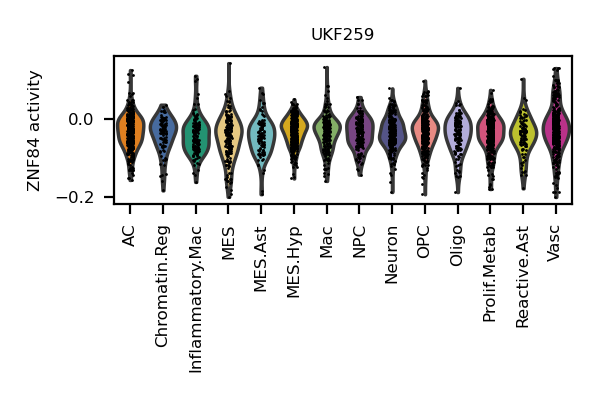 UKF259
ZNF84 activity
0.0
−0.2
AC
Chromatin.Reg
Inflammatory.Mac
MES
MES.Ast
MES.Hyp
Mac
NPC
Neuron
OPC
Oligo
Prolif.Metab
Reactive.Ast
Vasc